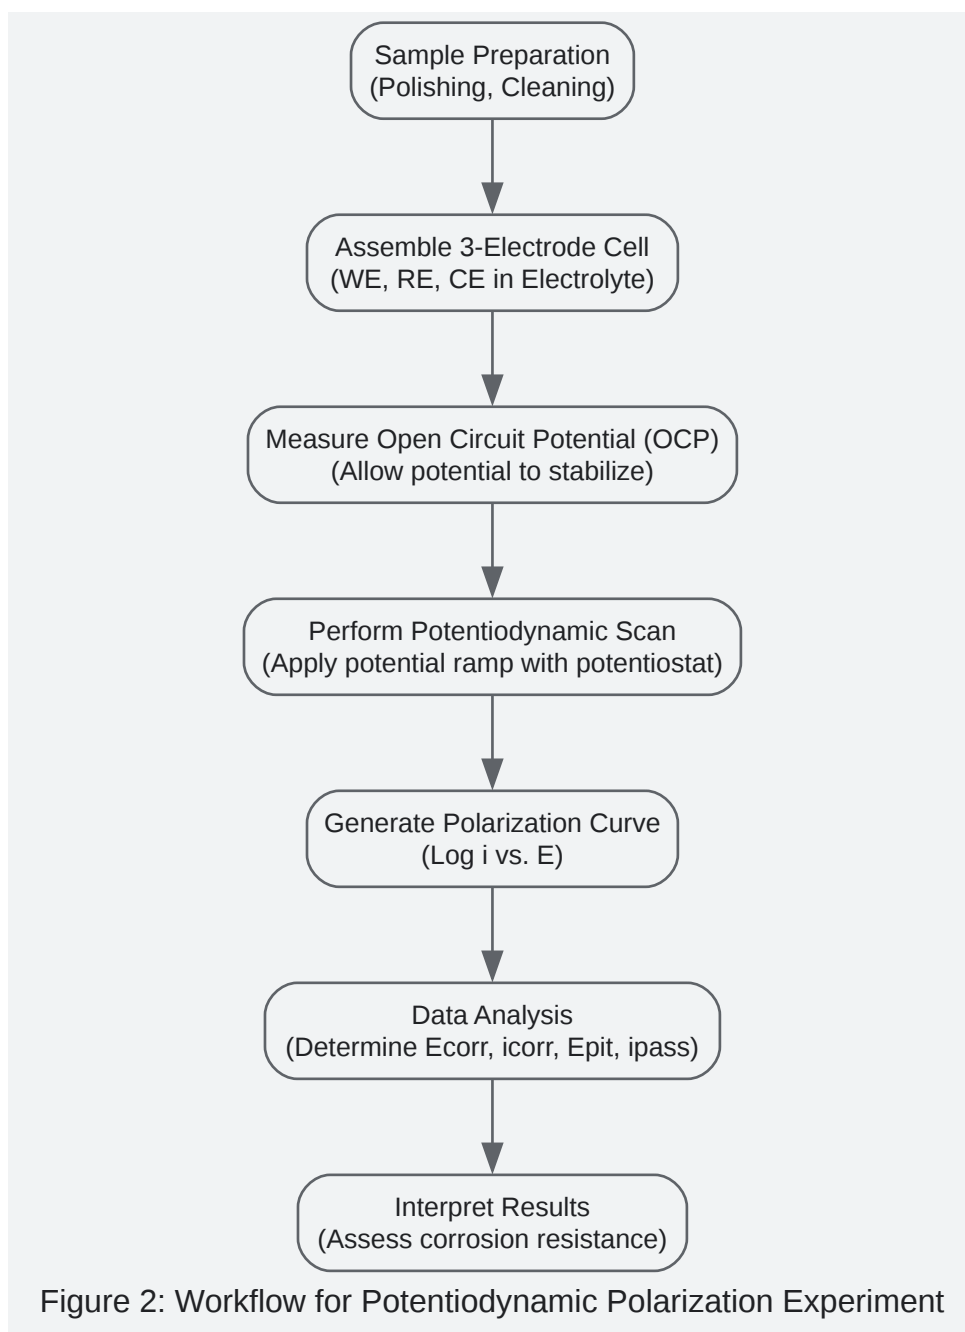 Sample Preparation
(Polishing, Cleaning)
Assemble 3-Electrode Cell
(WE, RE, CE in Electrolyte)
Measure Open Circuit Potential (OCP)
(Allow potential to stabilize)
Perform Potentiodynamic Scan
(Apply potential ramp with potentiostat)
Generate Polarization Curve
(Log i vs. E)
Data Analysis
(Determine Ecorr, icorr, Epit, ipass)
Interpret Results
(Assess corrosion resistance)
Figure 2: Workflow for Potentiodynamic Polarization Experiment